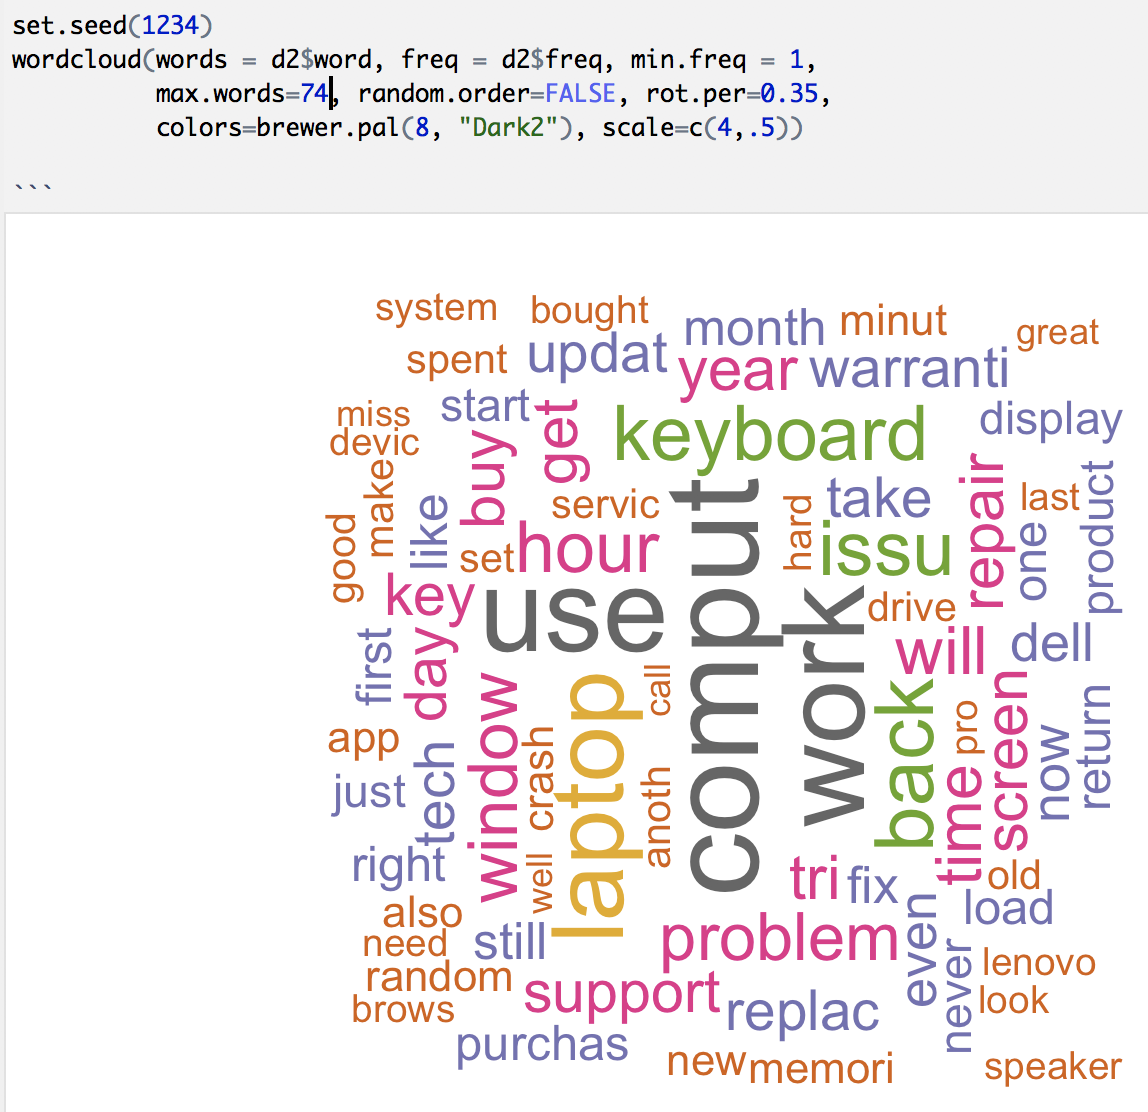 set.seed(1234)
wordcloud(words = d2$word, freq = d2$freq, min.freq = 1,
max.words=74, random.order=FALSE, rot.per=0.35,
colors=brewer.pal(8, "Dark2"), scale=c(4,.5))
```
system
bought
month
minut
great
spent
updat
year
warranti
miss
start
get
keyboard
display
devic
buy
make
good
like
servic
comput
hard
take
repair
last
product
set
hour
issu
one
key
use
work
drive
first
day
will
dell
window
laptop
call
back
screen
return
app
tech
crash
pro
now
just
anoth
time
right
well
tri
fix
old
also
load
need
still
problem
even
never
lenovo
random
support
look
brows
replac
purchas
new
memori
speaker